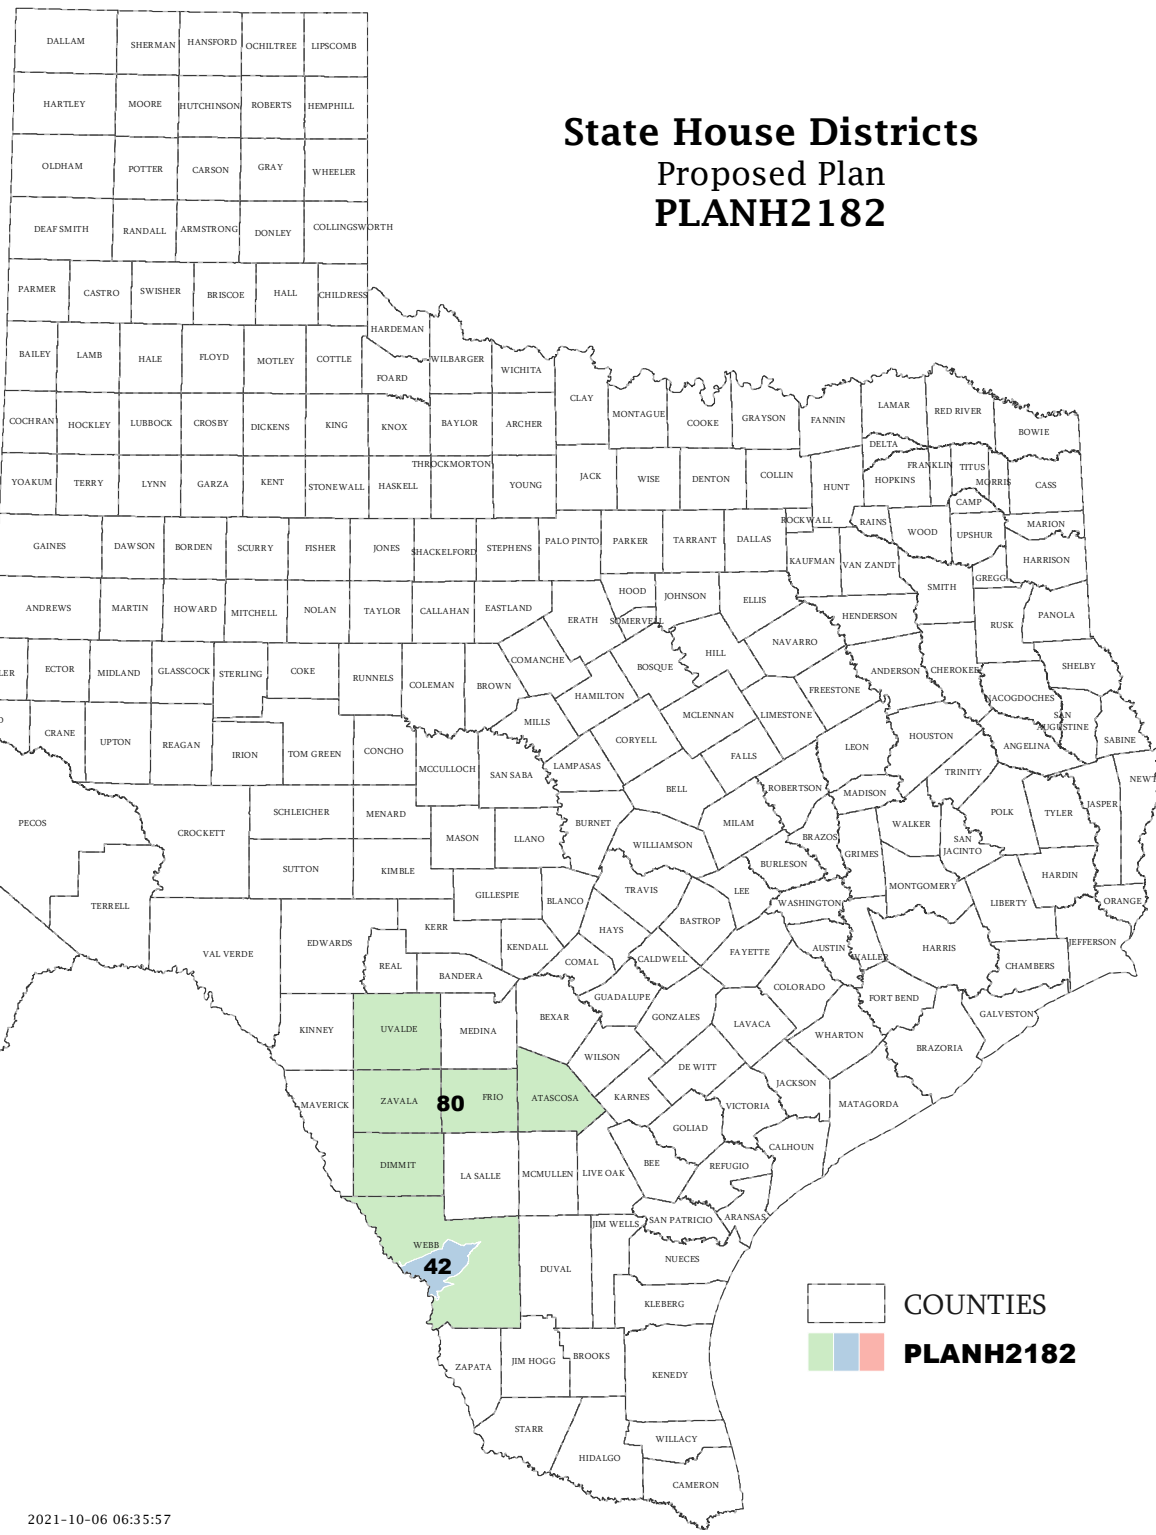 State House Districts
Proposed Plan
PLANH2182
DALLAM SHERMAN HANSFORD OCHILTREE LIPSCOMB
HARTLEY MOORE HUTCHINSON ROBERTS HEMPHILL
OLDHAM POTTER CARSON GRAY WHEELER
DEAF SMITH RANDALL ARMSTRONG DONLEY COLLINGSWORTH
PARMER CASTRO SWISHER BRISCOE HALL CHILDRESS
HARDEMAN
BAILEY LAMB HALE FLOYD MOTLEY COTTLE WILBARGER WICHITA
FOARD
CLAY
COCHRAN HOCKLEY LUBBOCK CROSBY DICKENS KING KNOX BAYLOR ARCHER MONTAGUE COOKE GRAYSON FANNIN LAMAR RED RIVER BOWIE
DELTA
THROCKMORTON FRANKLIN TITUS
YOAKUM TERRY LYNN GARZA KENT STONEWALL HASKELL YOUNG JACK WISE DENTON COLLIN HUNT HOPKINS MORRIS CASS
CAMP
ROCKWALL RAINS WOOD UPSHUR MARION
GAINES DAWSON BORDEN SCURRY FISHER JONES SHACKELFORD STEPHENS PALO PINTO PARKER TARRANT DALLAS KAUFMAN VAN ZANDT HARRISON
SMITH GREGG
ANDREWS MARTIN HOWARD MITCHELL NOLAN TAYLOR CALLAHAN EASTLAND ERATH HOOD JOHNSON ELLIS HENDERSON RUSK PANOLA
SOMERVELL
LER ECTOR MIDLAND GLASSCOCK STERLING COKE RUNNELS COLEMAN BROWN COMANCHE BOSQUE HILL NAVARRO ANDERSON CHEROKEE SHELBY
HAMILTON FREESTONE NACOGDOCHES
D CRANE UPTON REAGAN IRION TOM GREEN CONCHO MILLS CORYELL MCLENNAN LIMESTONE LEON HOUSTON ANGELINA SAN
AUGUSTINE SABINE
MCCULLOCH SAN SABA LAMPASAS FALLS TRINITY NEWT
BELL ROBERTSON MADISON
PECOS CROCKETT SCHLEICHER MENARD MASON LLANO BURNET MILAM BRAZOS WALKER SAN
JACINTO POLK TYLER JASPER
WILLIAMSON GRIMES
SUTTON KIMBLE BURLESON MONTGOMERY HARDIN
TERRELL GILLESPIE BLANCO TRAVIS LEE WASHINGTON LIBERTY ORANGE
VAL VERDE EDWARDS KERR KENDALL HAYS BASTROP FAYETTE AUSTIN WALLER HARRIS JEFFERSON
REAL BANDERA COMAL CALDWELL COLORADO CHAMBERS
KINNEY UVALDE MEDINA BEXAR GUADALUPE GONZALES LAVACA WHARTON FORT BEND GALVESTON
WILSON DE WITT BRAZORIA
MAVERICK ZAVALA 80 FRIO ATASCOSA KARNES VICTORIA JACKSON MATAGORDA
GOLIAD CALHOUN
DIMMIT LA SALLE MCMULLEN LIVE OAK BEE REFUGIO
JIM WELLS SAN PATRICIO ARANSAS
WEBB
42 DUVAL NUECES
KLEBERG
ZAPATA JIM HOGG BROOKS KENEDY
STARR HIDALGO WILLACY
CAMERON
COUNTIES
PLANH2182
2021-10-06 06:35:57